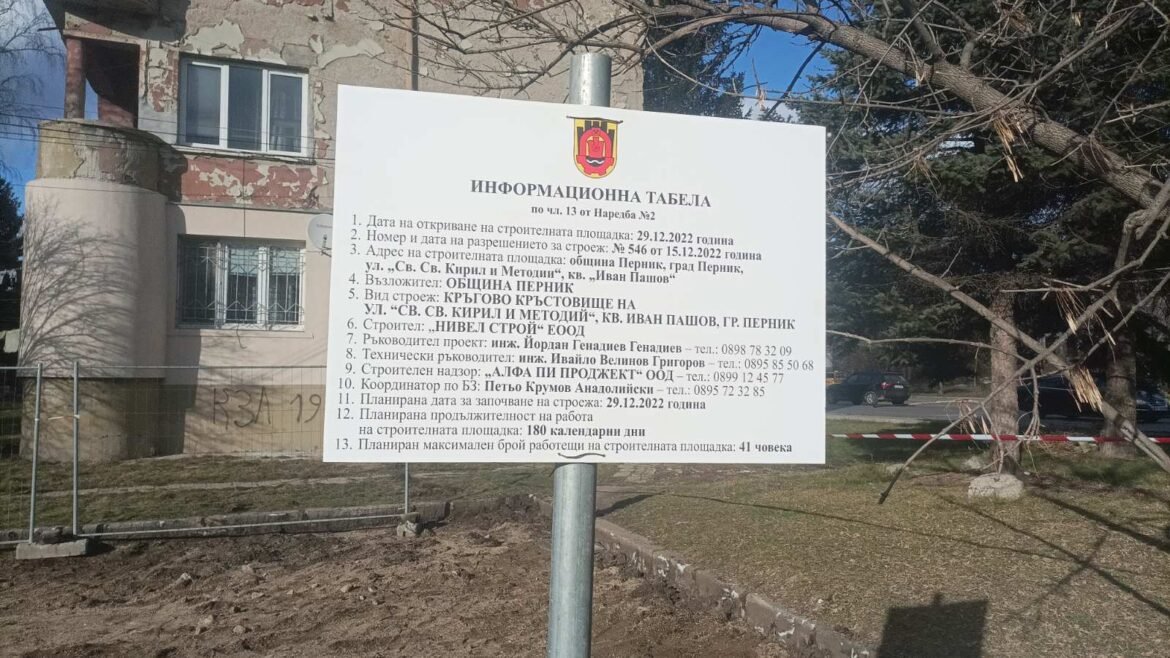 ИНФОРМАЦИОННА ТАБЕЛА
по чл. 13 от Наредба №2
1. Дата на откриване на строителната площадка: 29.12.2022 година
2. Номер и дата на разрешението за строеж: № 546 от 15.12.2022 година
3. Адрес на строителната площадка: община Перник, град Перник,
ул. „Св. Св. Кирил и Методии“, кв. „Иван Пашов“
4. Възложител: ОБЩИНА ПЕРНИК
5. Вид строеж: КРЪГОВО КРЪСТОВИЩЕ НА
УЛ. “СВ. СВ. КИРИЛ И МЕТОДИЙ“, КВ. ИВАН ПАШОВ, ГР. ПЕРНИК
6. Строител: „НИВЕЛ СТРОЙ“ ЕООД
7. Ръководител проект: инж. Йордан Генадиев Генадиев – тел.: 0898 78 32 09
8. Технически ръководител: инж. Ивайло Велинов Григоров – тел.: 0895 85 50 68
9. Строителен надзор: „АЛФА ПИ ПРОДЖЕКТ“ ООД – тел.: 0899 12 45 77
10. Координатор по БЗ: Петьо Крумов Анадолийски – тел.: 0895 72 32 85
11. Планирана дата за започване на строежа: 29.12.2022 година
12. Планирана продължителност на работа
на строителната площадка: 180 календарни дни
13. Планиран максимален брой работещи на строителната площадка: 41 човека
КЗА 19